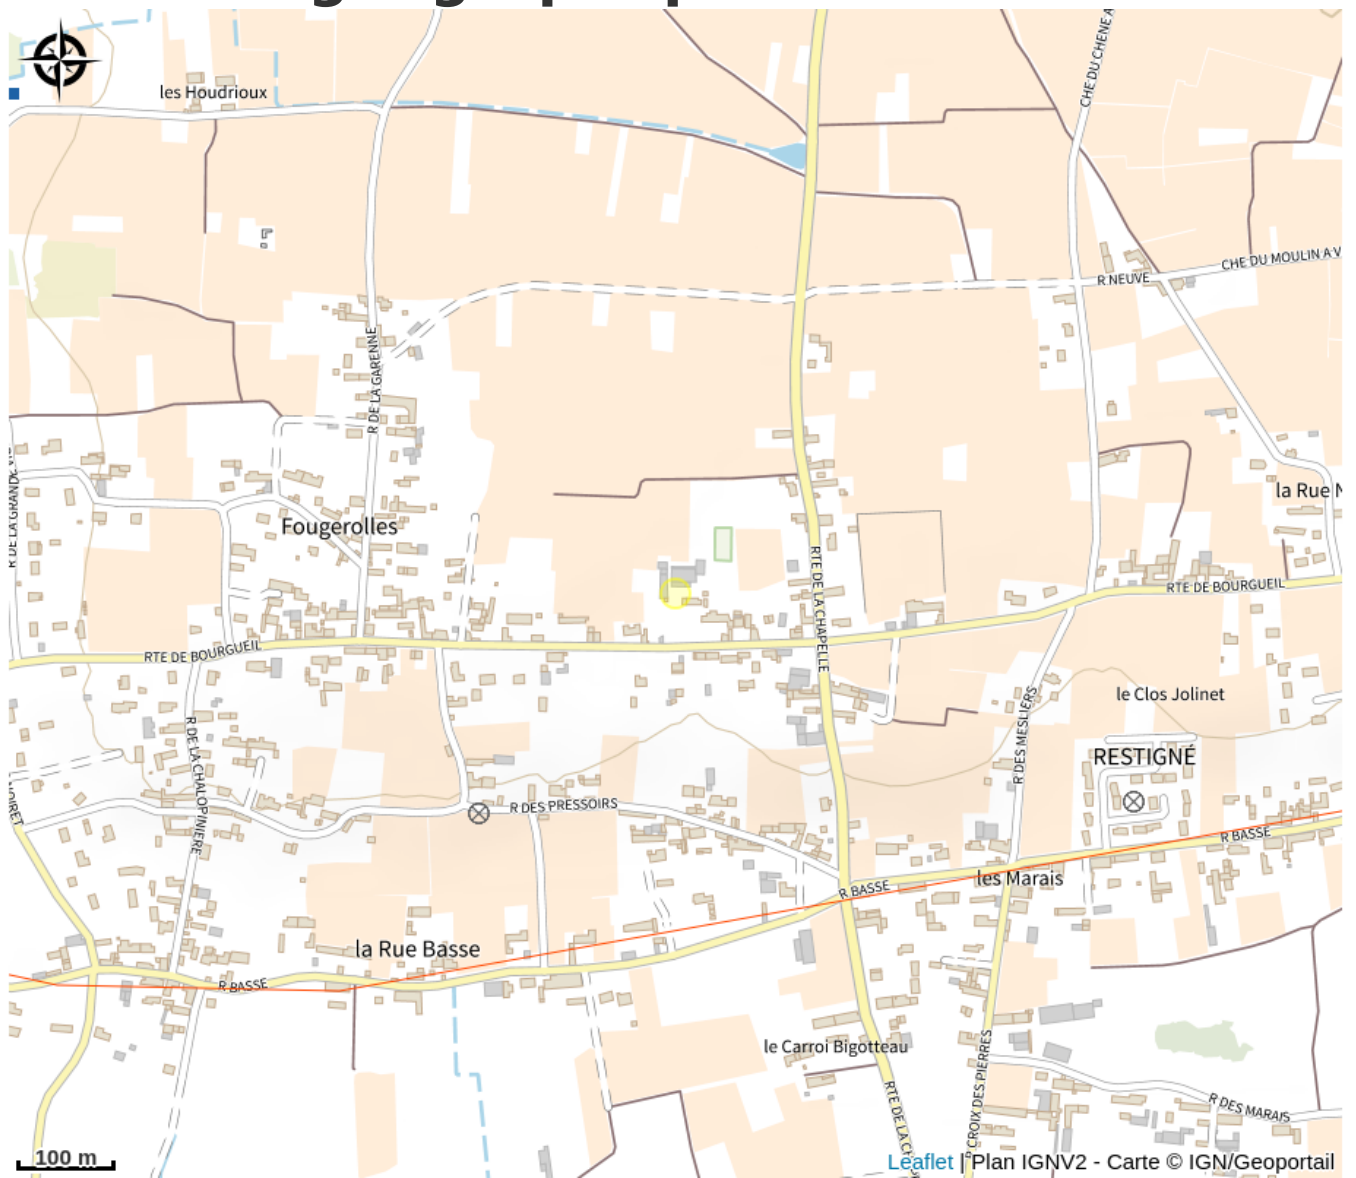 les Houdrioux
CHE DU CHENE A
CHE DU MOULIN A V
R NEUVE
R DE LA GARENNE
la Rue N
Fougerolles
RTE DE LA CHAPELLE
RTE DE BOURGUEIL
RTE DE BOURGUEIL
le Clos Jolinet
R DES MESLIERS
R DE LA CHALOPINIERE
RESTIGNÉ
R DES PRESSOIRS
R BASSE
les Marais
R BASSE
la Rue Basse
R BASSE
le Carroi Bigotteau
CROIX DES PIERRES
RTE DE LA CH
R DES MARAIS
100 m
Leaflet | Plan IGNV2 - Carte © IGN/Geoportail